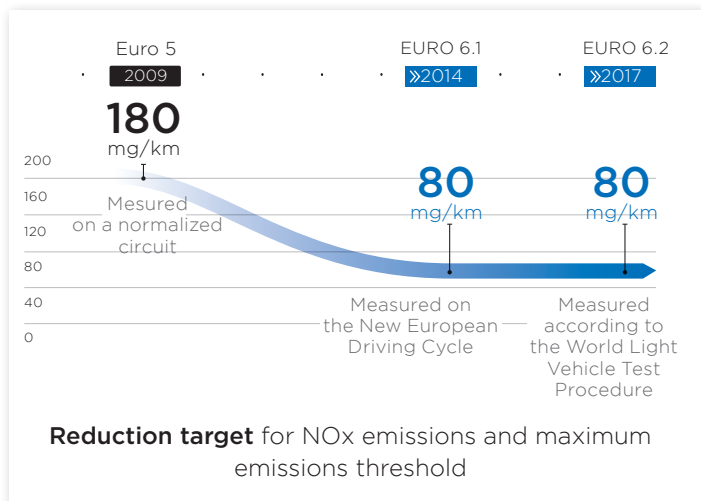 Euro 5
2009
180
mg/km
Mesured
on a normalized
circuit
EURO 6.1
»2014
80
mg/km
Measured on
the New European
Driving Cycle
EURO 6.2
»2017
80
mg/km
Measured
according to
the World Light
Vehicle Test
Procedure
200
160
120
80
40
0
Reduction target for NOx emissions and maximum
emissions threshold